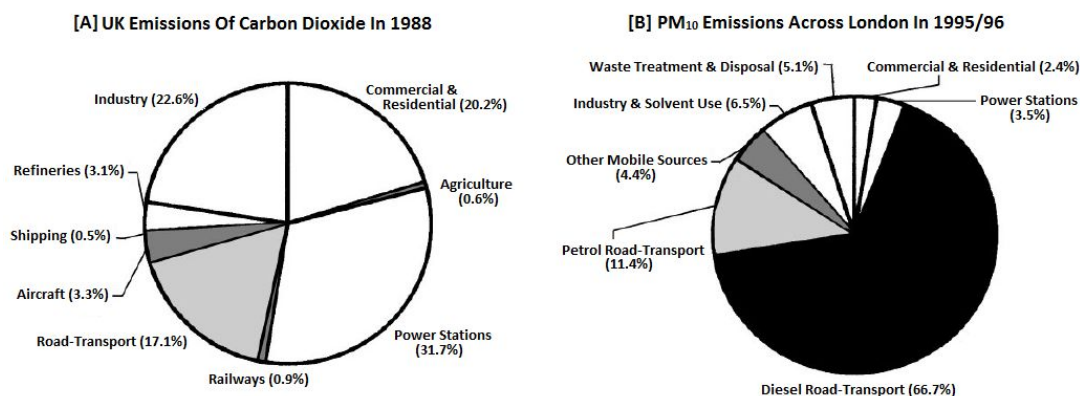 [A] UK Emissions Of Carbon Dioxide In 1988
Industry (22.6%)
Commercial &
Residential (20.2%)
Refineries (3.1%)
Agriculture
(0.6%)
Shipping (0.5%)
Aircraft (3.3%)
Road-Transport (17.1%)
Power Stations
(31.7%)
Railways (0.9%)
[B] PM₁₀ Emissions Across London In 1995/96
Waste Treatment & Disposal (5.1%)
Commercial & Residential (2.4%)
Industry & Solvent Use (6.5%)
Power Stations
(3.5%)
Other Mobile Sources
(4.4%)
Petrol Road-Transport
(11.4%)
Diesel Road-Transport (66.7%)